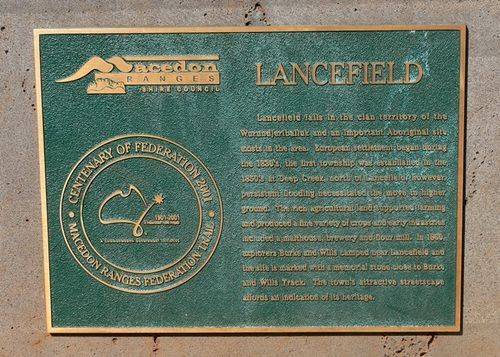 Macedon
RANGES
SHIRE COUNCIL
LANCEFIELD
Lancefield falls in the clan territory of the
Wurundjeri balluk and an important Aboriginal site
exists in the area. European settlement began during
the 1830's, the first township was established in the
1850's at Deep Creek, north of Lancefield, however
persistent flooding necessitated the move to higher
ground. The rich agricultural land supported farming
and produced a fine variety of crops and early industries
included a malthouse, brewery and flour mill. In 1860,
explorers Burke and Wills camped near Lancefield and
the site is marked with a memorial stone close to Burke
and Wills Track. The town's attractive streetscape
affords an indication of its heritage.
CENTENARY OF FEDERATION 2001
1901-2001
A Commonwealth Government Initiative
MACEDON RANGES FEDERATION TRAIL